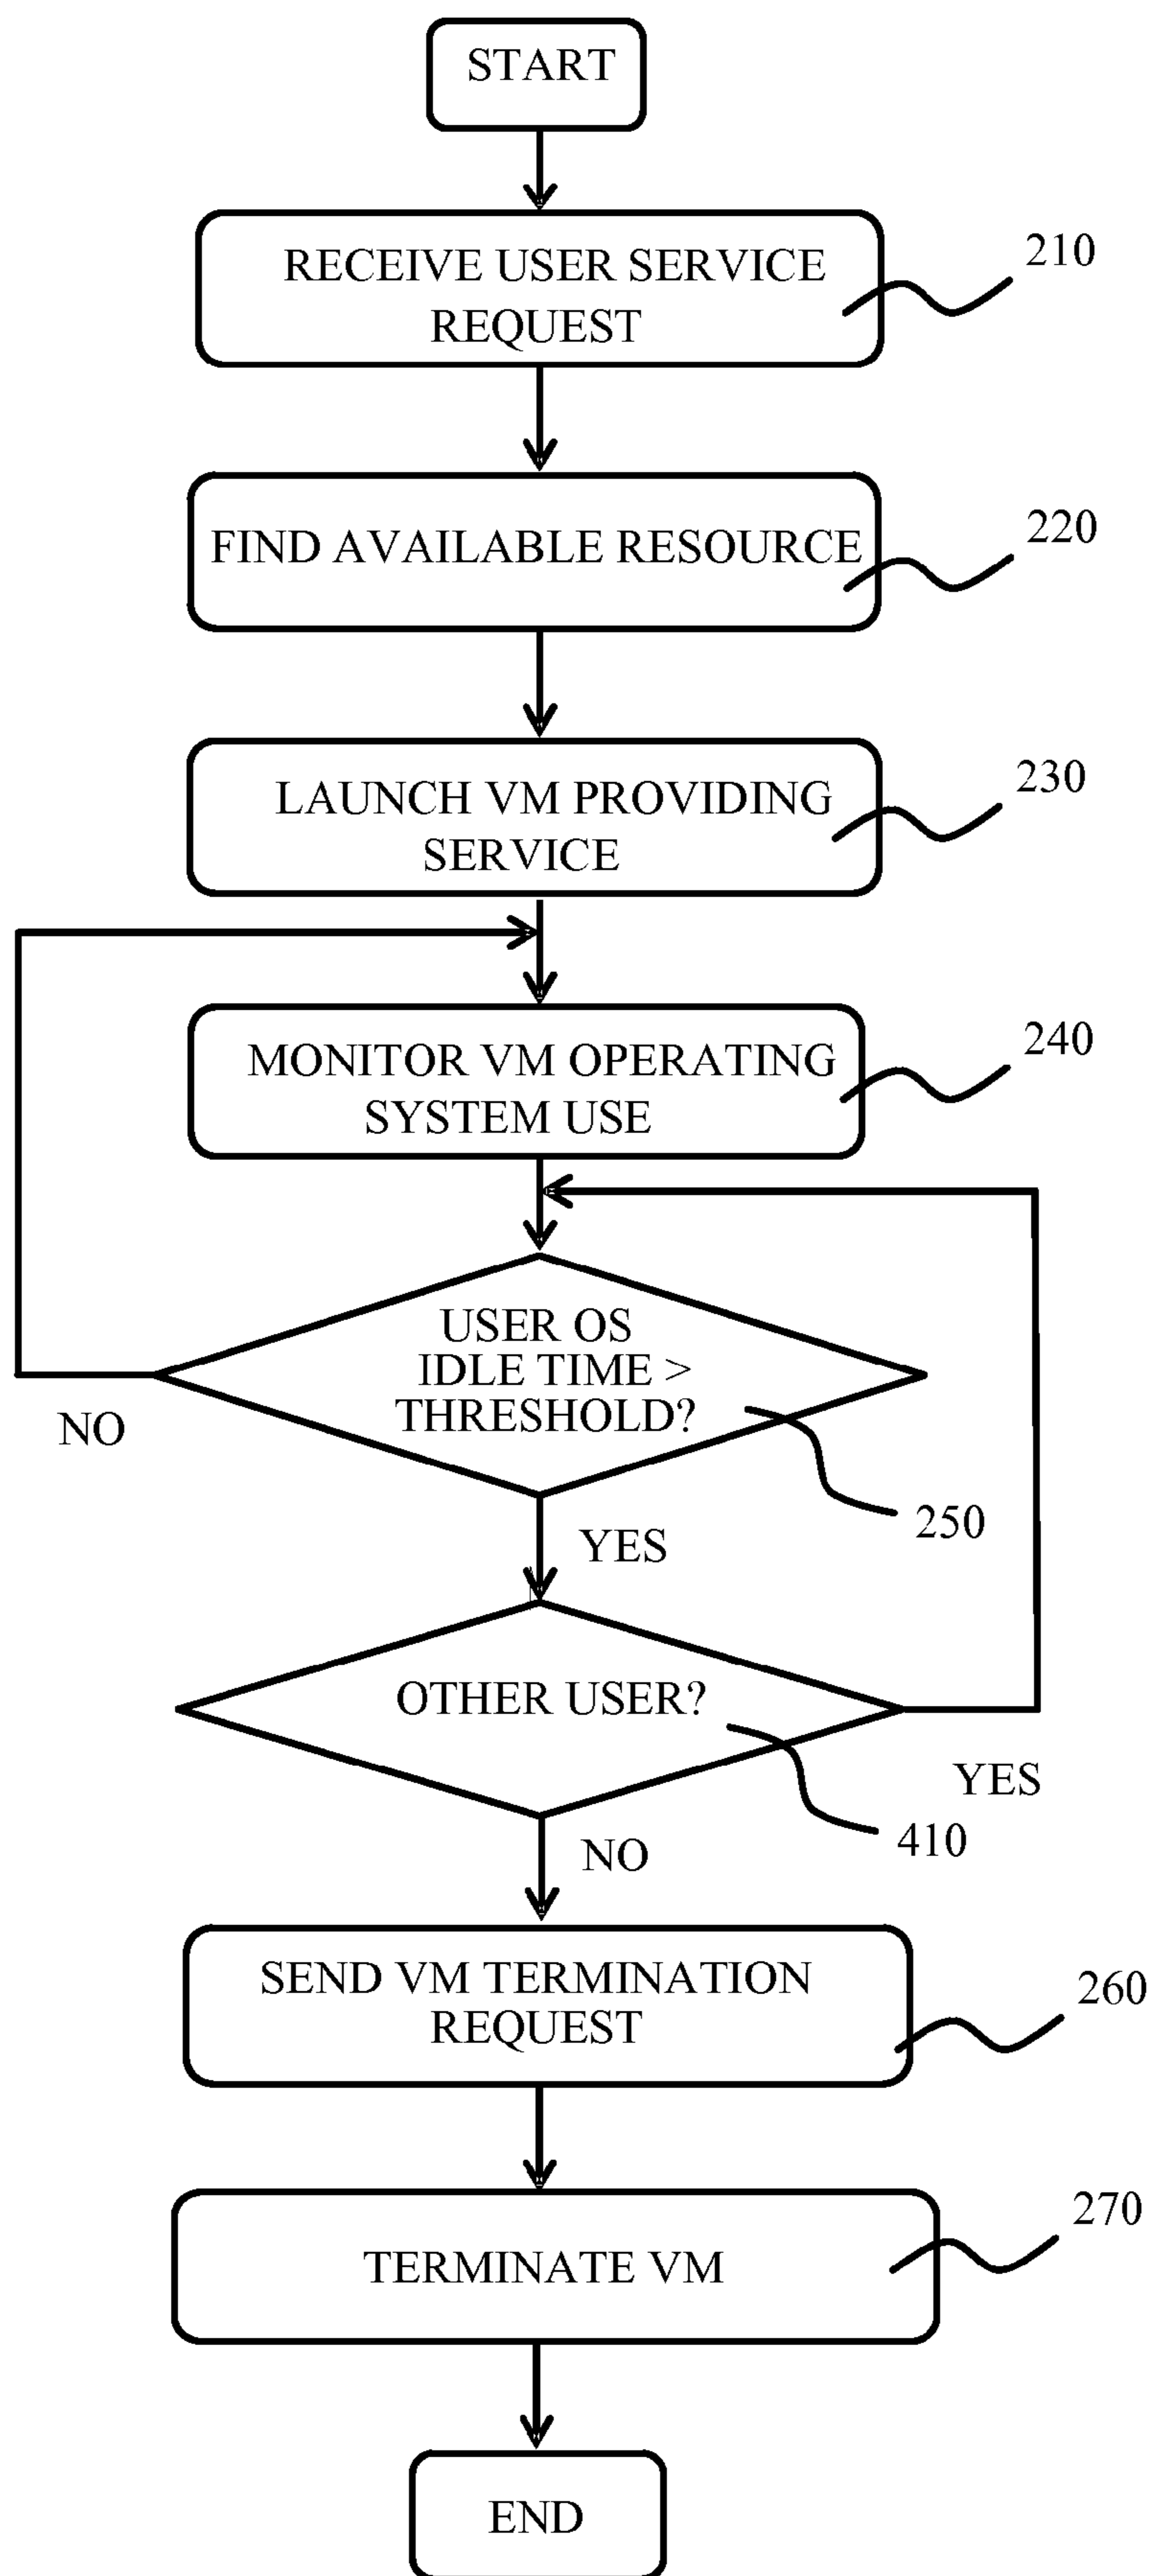 START
RECEIVE USER SERVICE
REQUEST
210
FIND AVAILABLE RESOURCE
220
LAUNCH VM PROVIDING
SERVICE
230
MONITOR VM OPERATING
SYSTEM USE
240
USER OS
IDLE TIME >
THRESHOLD?
NO
250
YES
OTHER USER?
YES
410
NO
SEND VM TERMINATION
REQUEST
260
TERMINATE VM
270
END